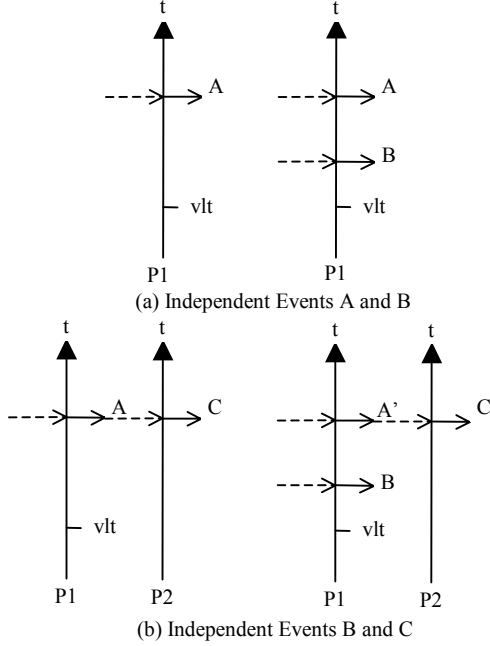 t t
A A
B
vlt vlt
P1 P1
(a) Independent Events A and B
t t t t
A C A’ C
B
vlt vlt
P1 P2 P1 P2
(b) Independent Events B and C